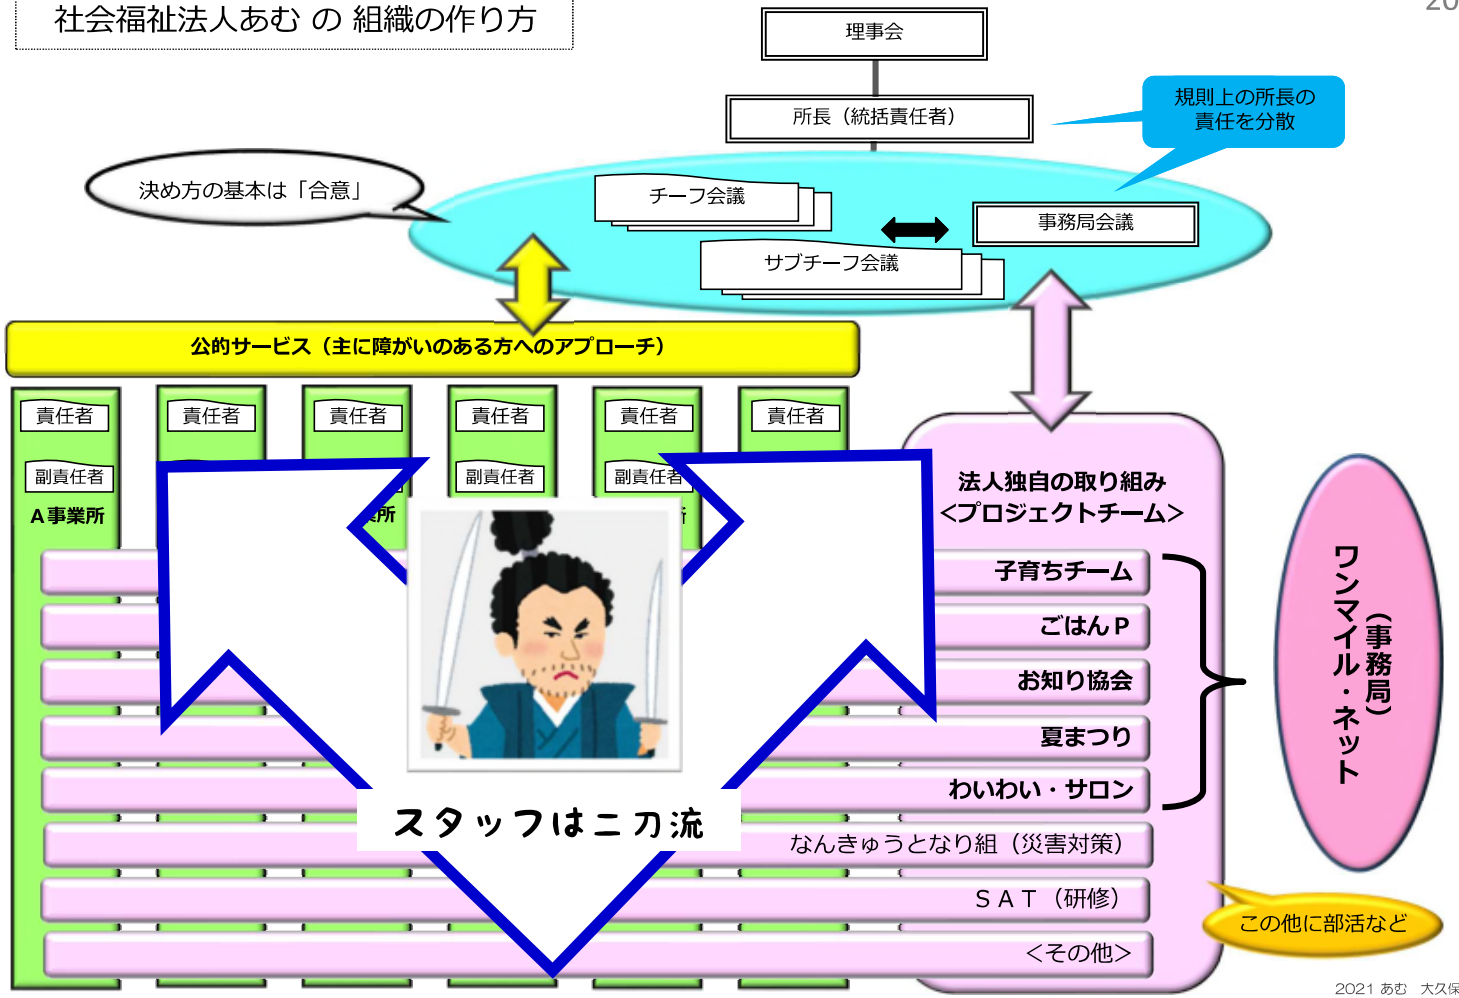 社会福祉法人あむ の 組織の作り方
20
理事会
所長（統括責任者）
規則上の所長の
責任を分散
決め方の基本は「合意」
チーフ会議
事務局会議
サブチーフ会議
公的サービス（主に障がいのある方へのアプローチ）
責任者
責任者
責任者
責任者
責任者
責任者
副責任者
副責任者
副責任者
A事業所
所
法人独自の取り組み
＜プロジェクトチーム＞
子育ちチーム
ごはんP
お知り協会
夏まつり
わいわい・サロン
なんきゅうとなり組（災害対策）
ＳＡＴ（研修）
＜その他＞
スタッフは二刀流
（事務局）
ワンマイル・ネット
この他に部活など
2021 あむ 大久保